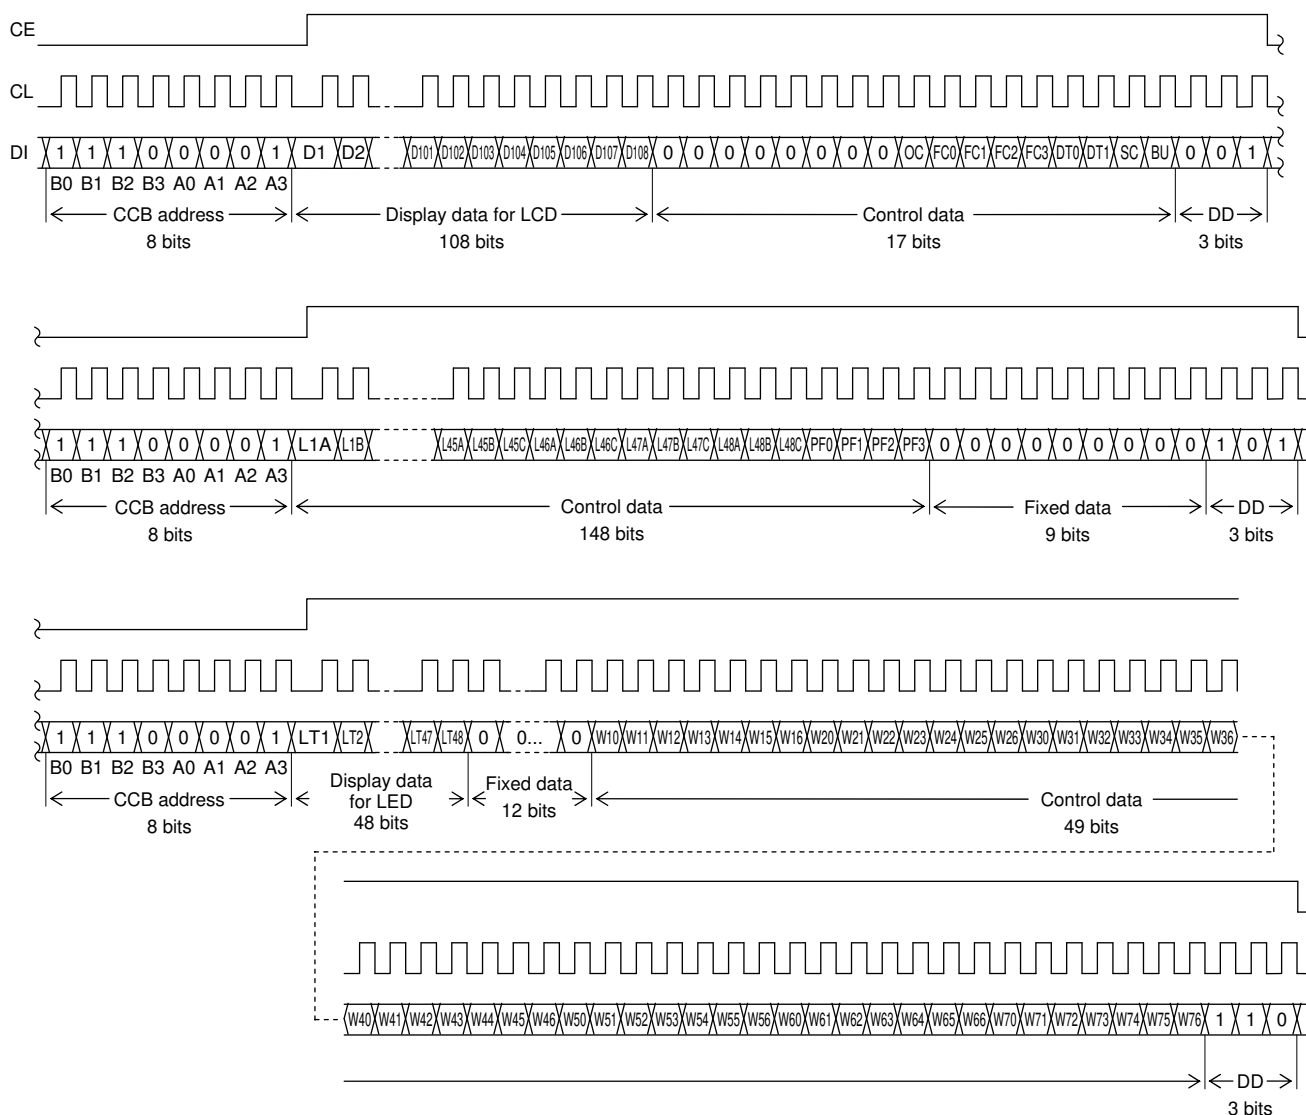 CE
CL
DI 1 1 1 0 0 0 0 1 D1 D2 D101 D102 D103 D104 D105 D106 D107 D108 0 0 0 0 0 0 0 0 OC FC0 FC1 FC2 FC3 DT0 DT1 SC BU 0 0 1
B0 B1 B2 B3 A0 A1 A2 A3
CCB address Display data for LCD Control data DD
8 bits 108 bits 17 bits 3 bits
1 1 1 0 0 0 0 1 L1A L1B L45A L45B L45C L46A L46B L46C L47A L47B L47C L48A L48B L48C PF0 PF1 PF2 PF3 0 0 0 0 0 0 0 0 0 1 0 1
B0 B1 B2 B3 A0 A1 A2 A3
CCB address Control data Fixed data DD
8 bits 148 bits 9 bits 3 bits
1 1 1 0 0 0 0 1 LT1 LT2 LT47 LT48 0 0... 0 W10 W11 W12 W13 W14 W15 W16 W20 W21 W22 W23 W24 W25 W26 W30 W31 W32 W33 W34 W35 W36
B0 B1 B2 B3 A0 A1 A2 A3
CCB address Display data for LED Fixed data Control data
8 bits 48 bits 12 bits 49 bits
W40 W41 W42 W43 W44 W45 W46 W50 W51 W52 W53 W54 W55 W56 W60 W61 W62 W63 W64 W65 W66 W70 W71 W72 W73 W74 W75 W76 1 1 0
DD
3 bits